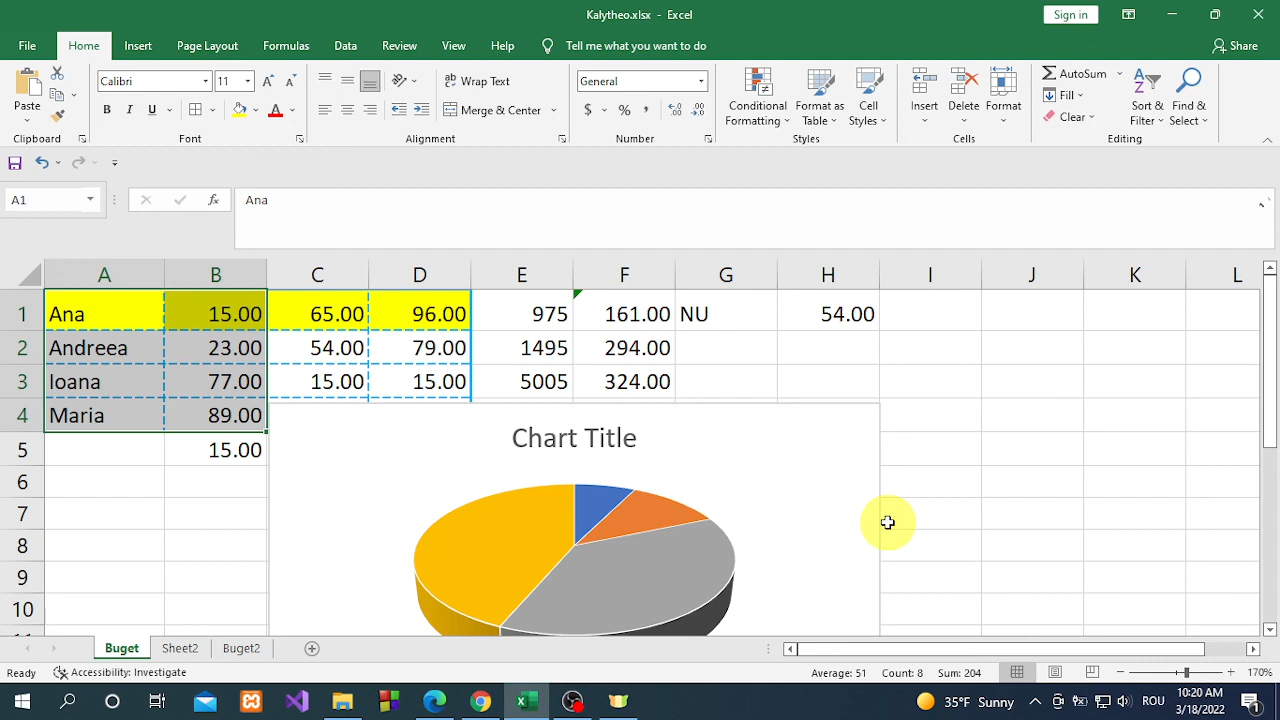 Kalytheo.xlsx - Excel
Sign in
File Home Insert Page Layout Formulas Data Review View Help Tell me what you want to do Share
Paste
Clipboard
Calibri 11
A A
B I U A
Font
ab Wrap Text
Merge & Center
Alignment
General
$ % ,
Number
Conditional Formatting
Format as Table
Cell Styles
Styles
Insert
Delete
Format
Cells
AutoSum
Fill
Clear
Sort & Filter
Find & Select
Editing
A1 fx Ana
A B C D E F G H I J K L
1 Ana 15.00 65.00 96.00 975 161.00 NU 54.00
2 Andreea 23.00 54.00 79.00 1495 294.00
3 Ioana 77.00 15.00 15.00 5005 324.00
4 Maria 89.00
Chart Title
5 15.00
6
7
8
9
10
Buget Sheet2 Buget2
Ready Accessibility: Investigate Average: 51 Count: 8 Sum: 204 170%
35°F Sunny ROU 10:20 AM
3/18/2022 1